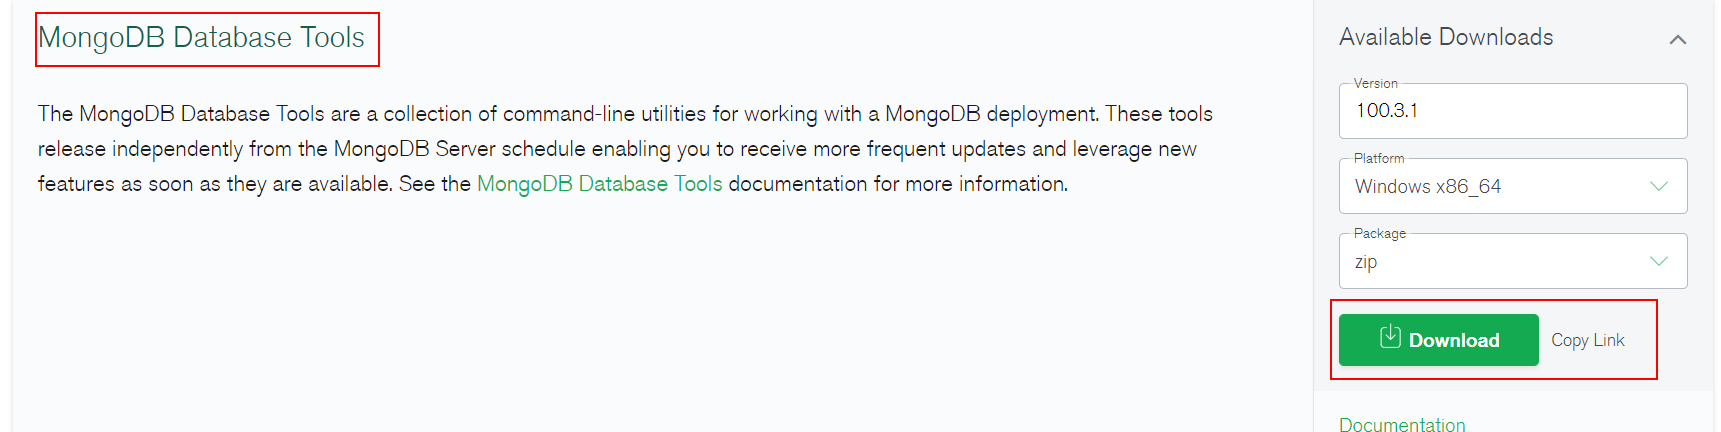 MongoDB Database Tools
The MongoDB Database Tools are a collection of command-line utilities for working with a MongoDB deployment. These tools
release independently from the MongoDB Server schedule enabling you to receive more frequent updates and leverage new
features as soon as they are available. See the MongoDB Database Tools documentation for more information.
Available Downloads
Version
100.3.1
Platform
Windows x86_64
Package
zip
Download Copy Link
Documentation